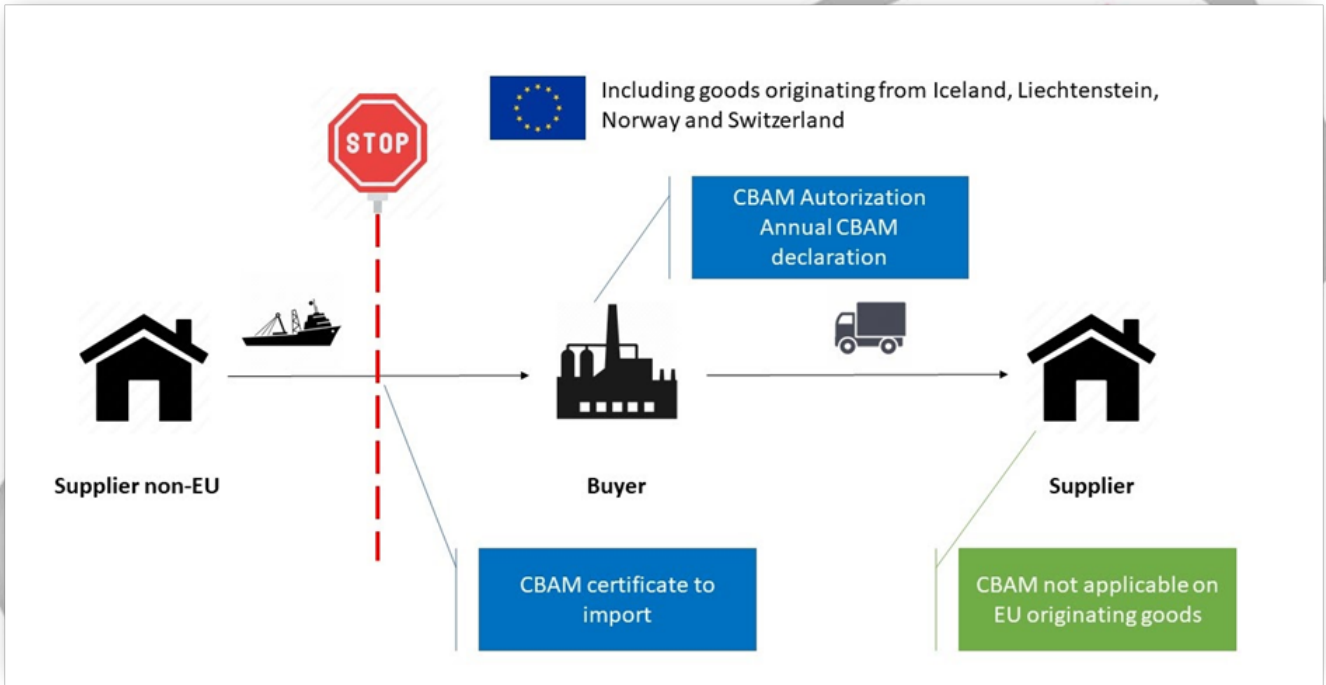 STOP
Including goods originating from Iceland, Liechtenstein,
Norway and Switzerland
CBAM Autorization
Annual CBAM
declaration
Supplier non-EU
Buyer
Supplier
CBAM certificate to
import
CBAM not applicable on
EU originating goods